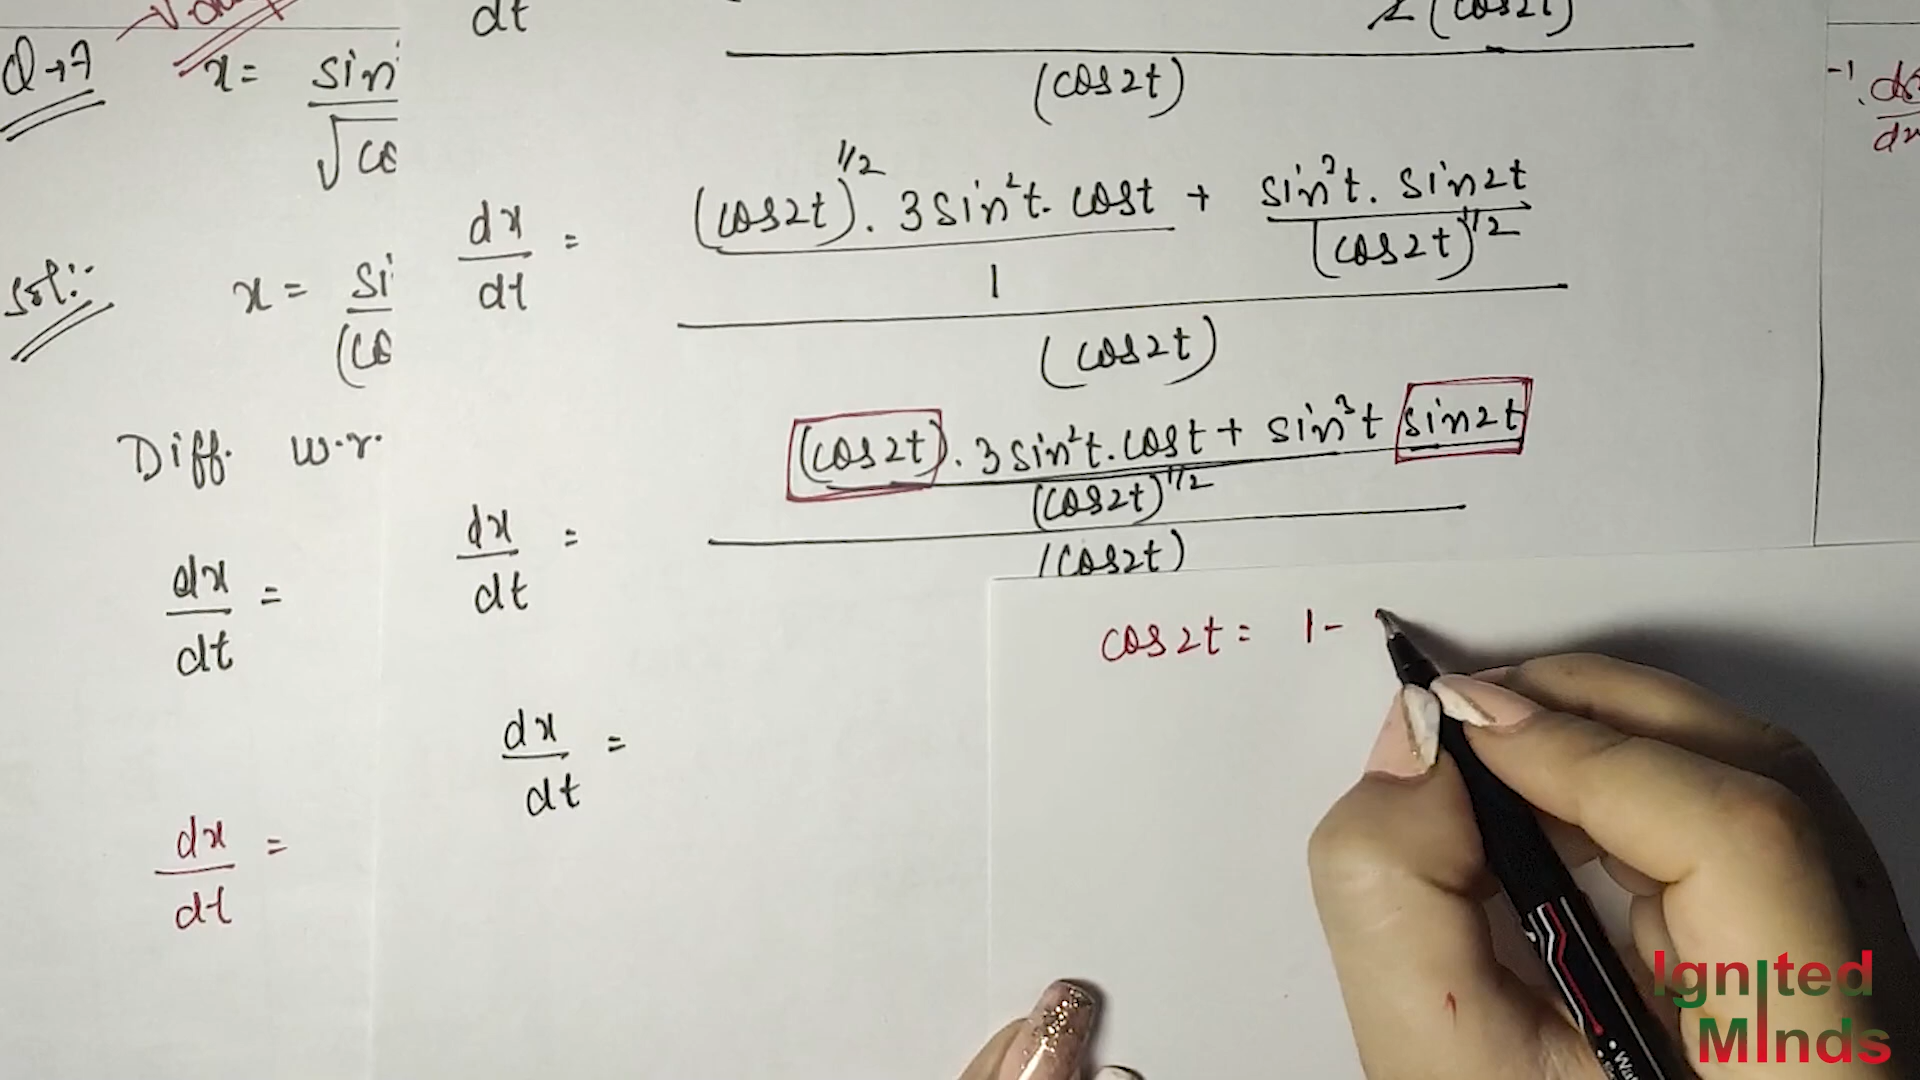 Q→7
x = sin
√co
Sol:-
x = si
(co
Diff. w.r.
dx/dt =
dx/dt =
dt
2(cos2t)
(cos2t)
dx/dt = (cos2t)^1/2 . 3sin²t. cost + sin³t. sin2t
1 (cos2t)^1/2
(cos2t)
dx/dt = (cos2t) . 3sin²t. cost + sin³t sin2t
(cos2t)^1/2
(cos2t)
dx/dt =
cos2t = 1 -
-1 . dx
Ignited
Minds